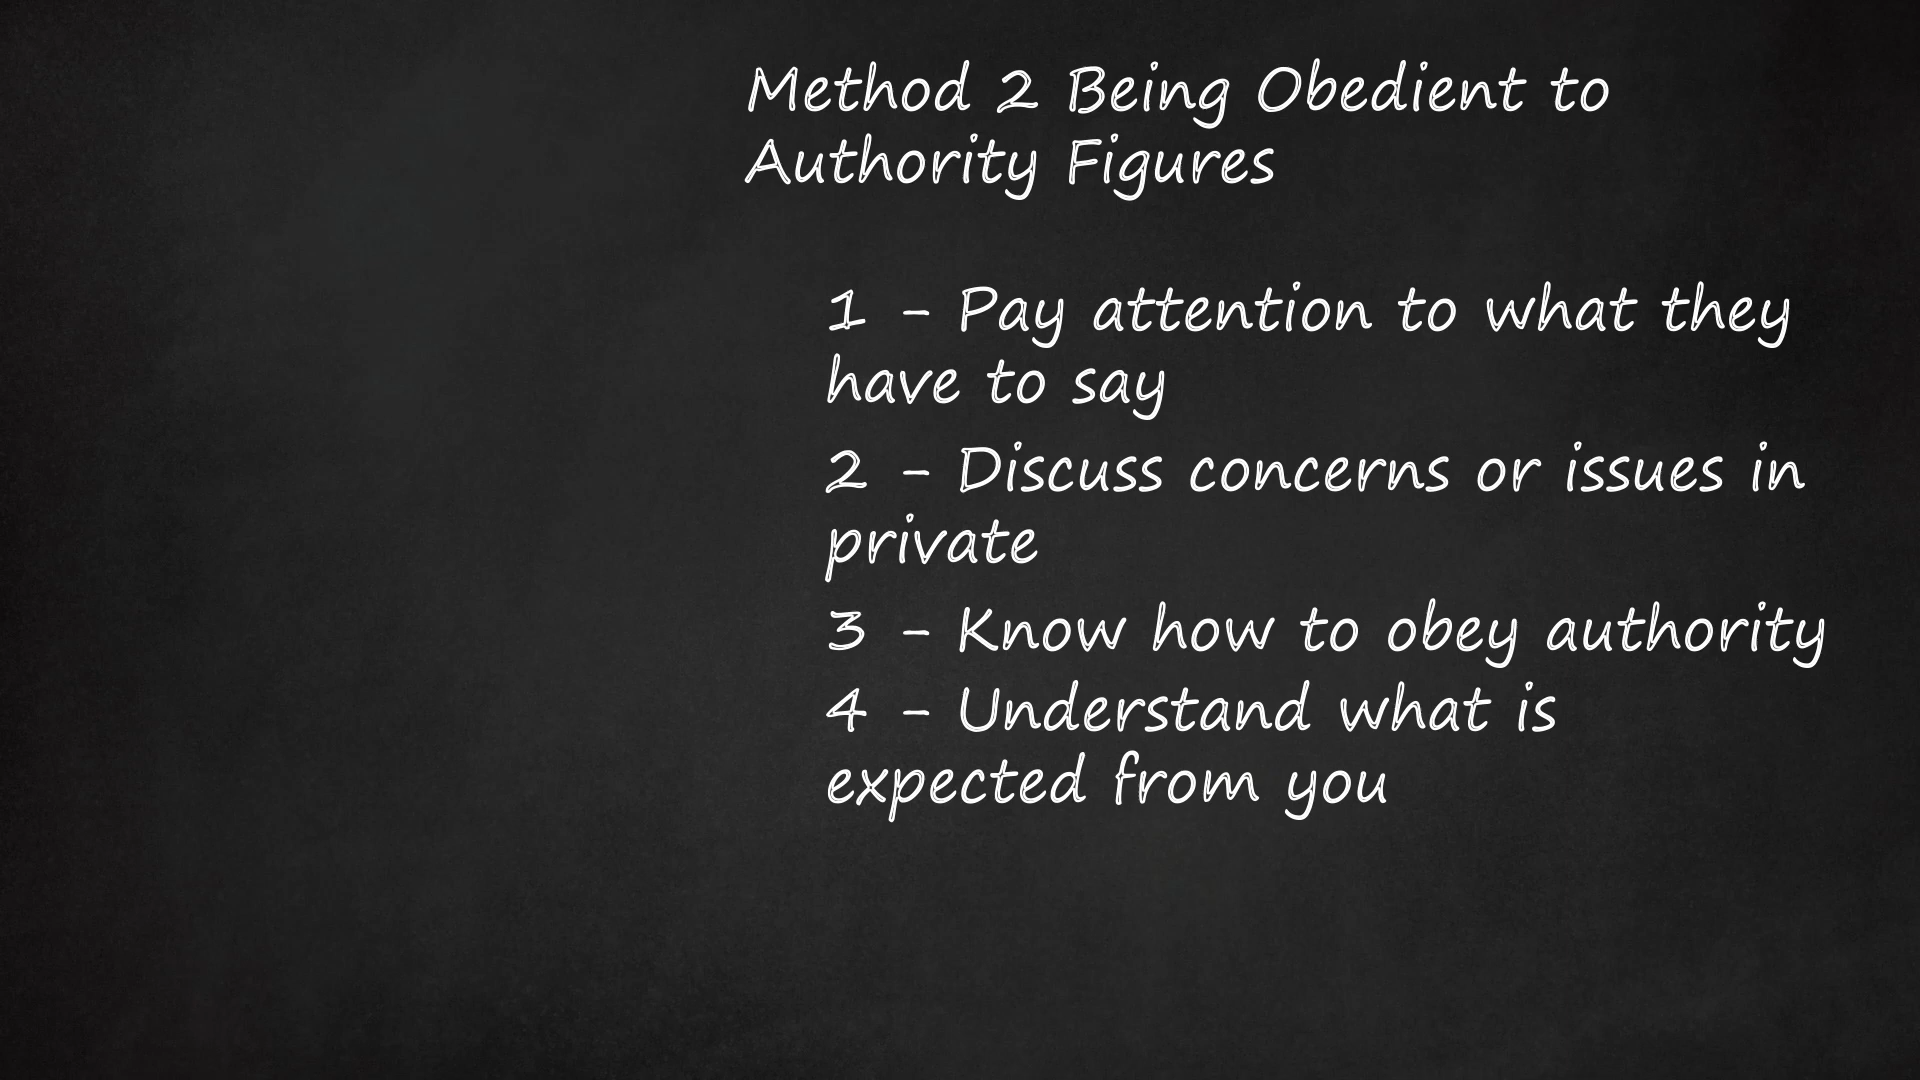 Method 2 Being Obedient to
Authority Figures
1 - Pay attention to what they
have to say
2 - Discuss concerns or issues in
private
3 - Know how to obey authority
4 - Understand what is
expected from you